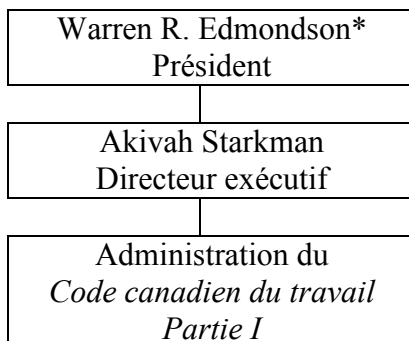 Warren R. Edmondson*
Président
Akivah Starkman
Directeur exécutif
Administration du
Code canadien du travail
Partie I